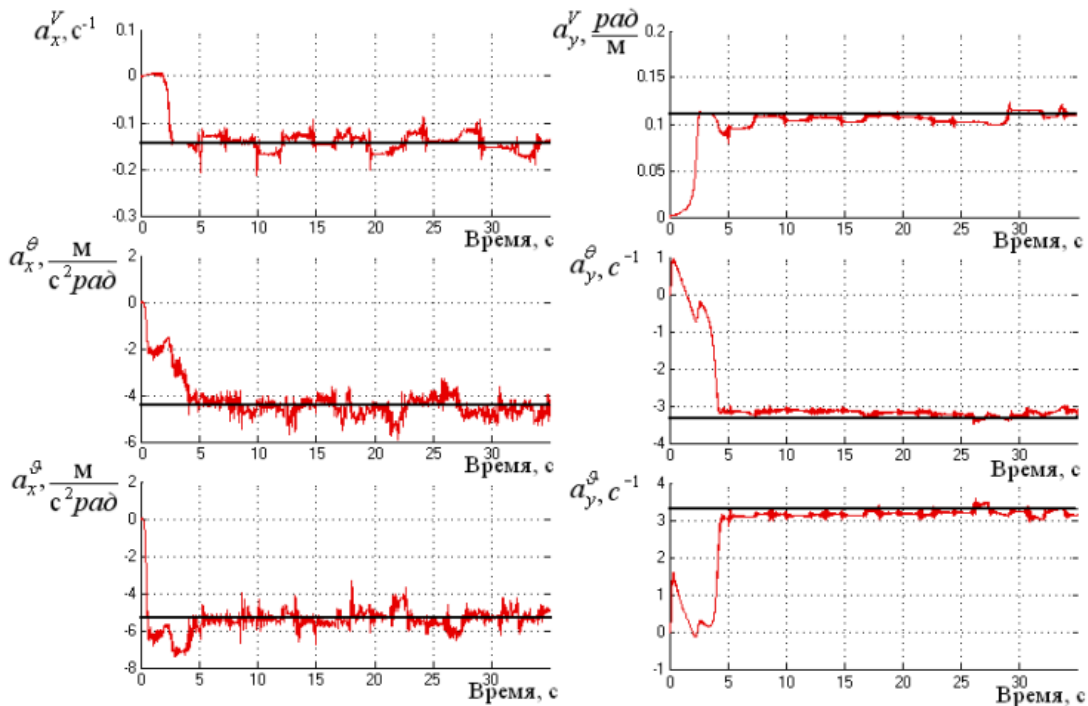 a_x^V, с^-1
0.1
0
-0.1
-0.2
-0.3
0 5 10 15 20 25 30
Время, с
a_y^V, рад/м
0.2
0.15
0.1
0.05
0
0 5 10 15 20 25 30
Время, с
a_x^θ, м/с²рад
2
0
-2
-4
-6
0 5 10 15 20 25 30
Время, с
a_y^θ, c^-1
1
0
-1
-2
-3
-4
0 5 10 15 20 25 30
Время, с
a_x^ϑ, м/с²рад
2
0
-2
-4
-6
-8
0 5 10 15 20 25 30
Время, с
a_y^ϑ, c^-1
4
3
2
1
0
-1
0 5 10 15 20 25 30
Время, с